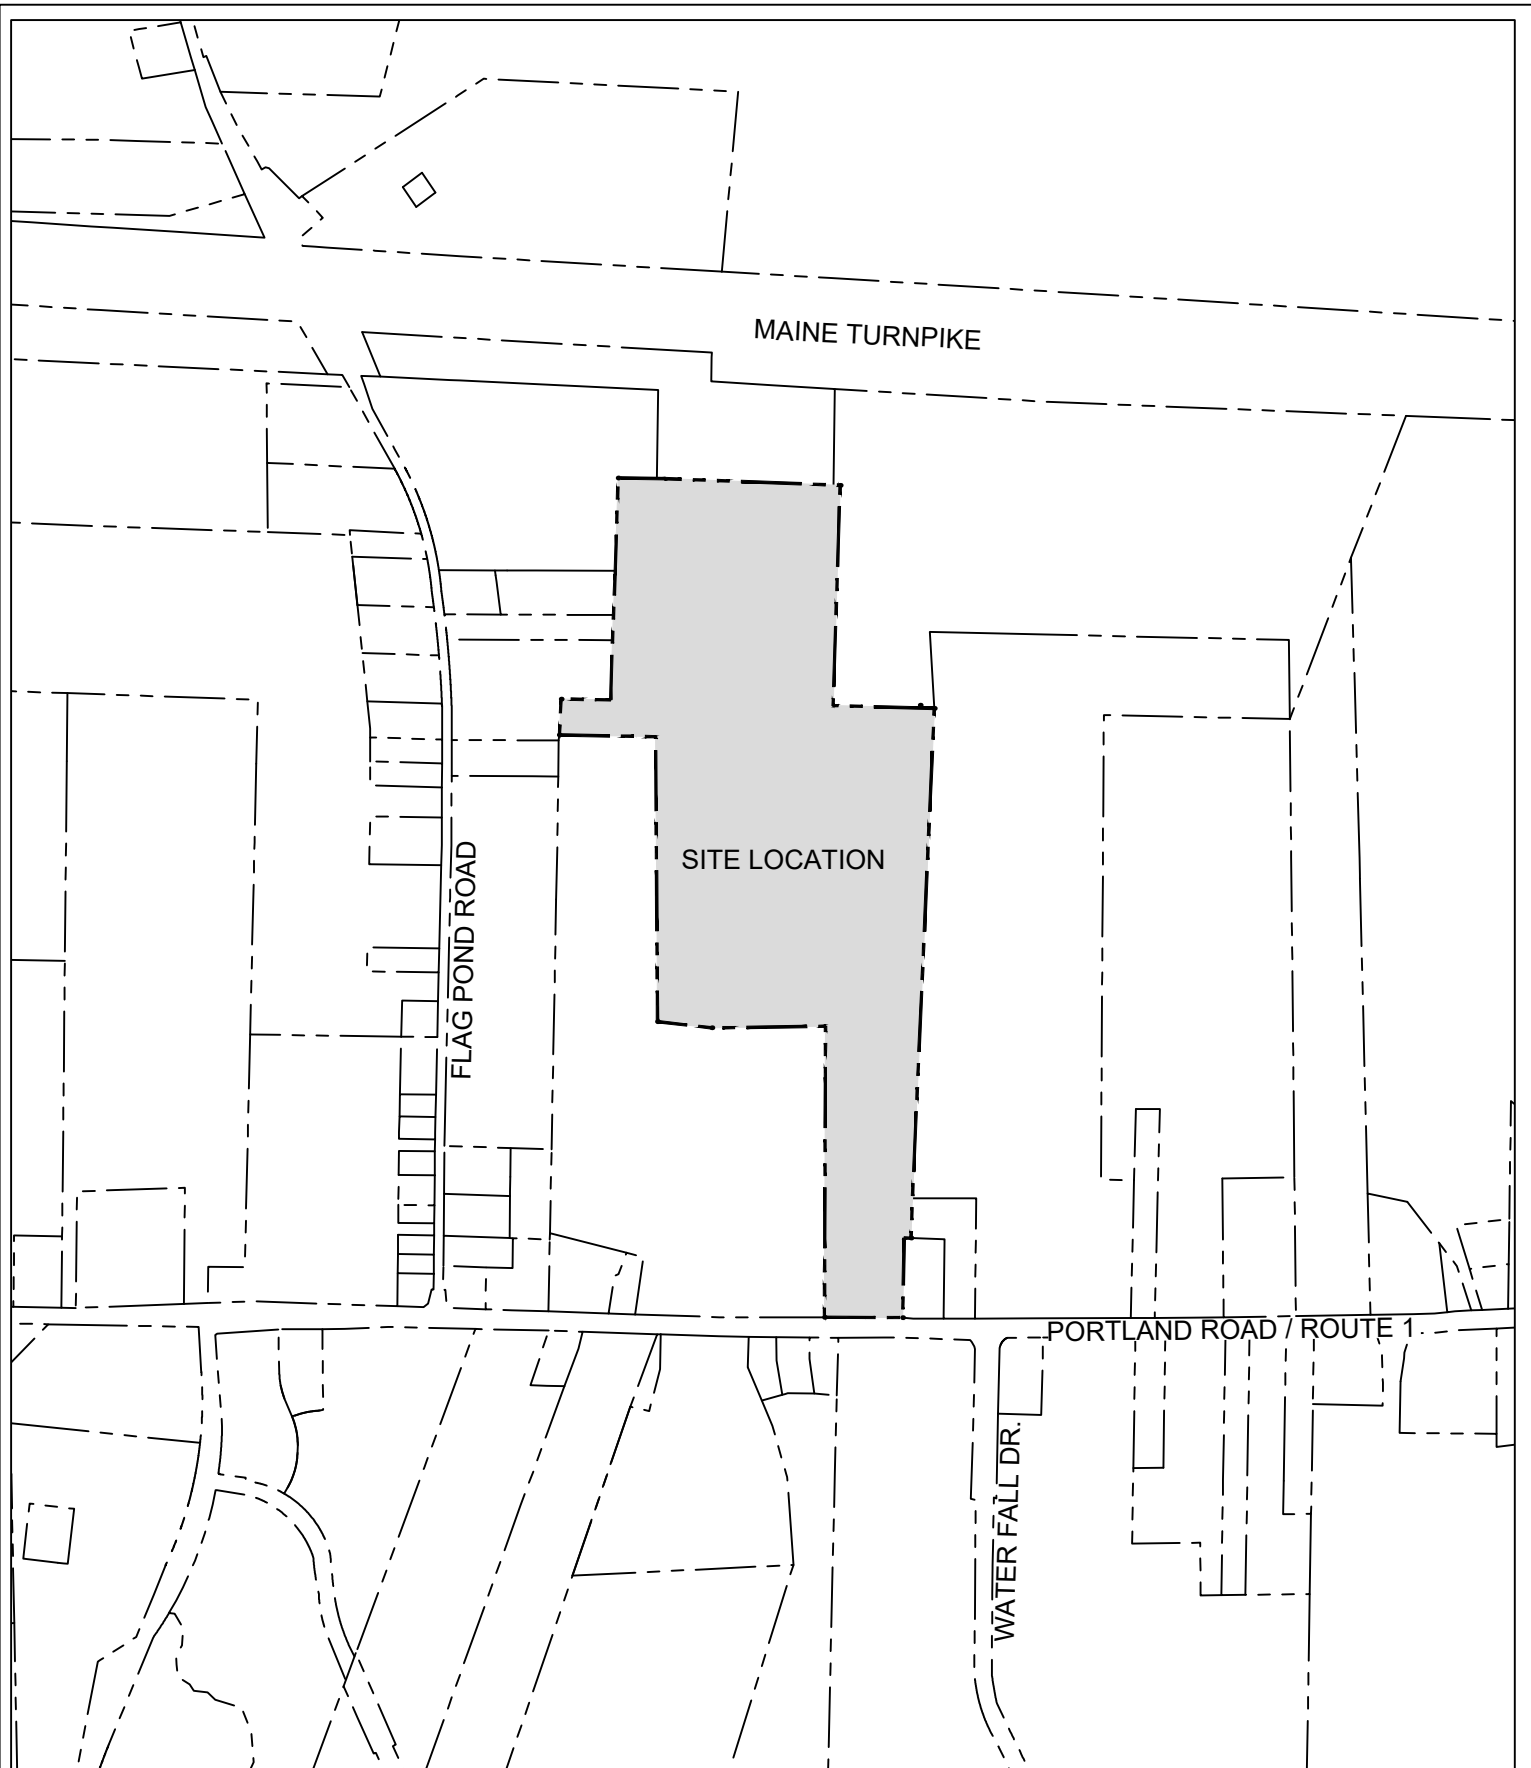 MAINE TURNPIKE
SITE LOCATION
FLAG POND ROAD
PORTLAND ROAD / ROUTE 1
WATER FALL DR.